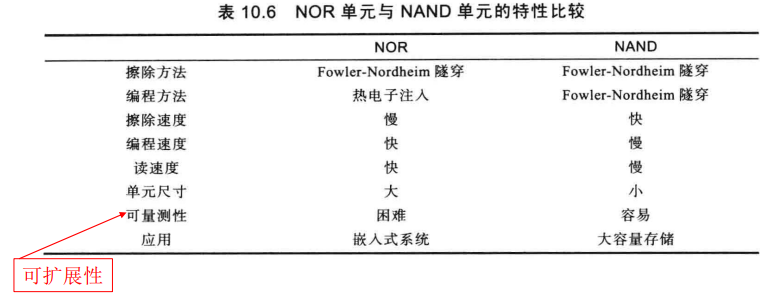 表 10.6 NOR 单元与 NAND 单元的特性比较
NOR NAND
擦除方法 Fowler-Nordheim 隧穿 Fowler-Nordheim 隧穿
编程方法 热电子注入 Fowler-Nordheim 隧穿
擦除速度 慢 快
编程速度 快 慢
读速度 快 慢
单元尺寸 大 小
可量测性 困难 容易
应用 嵌入式系统 大容量存储
可扩展性